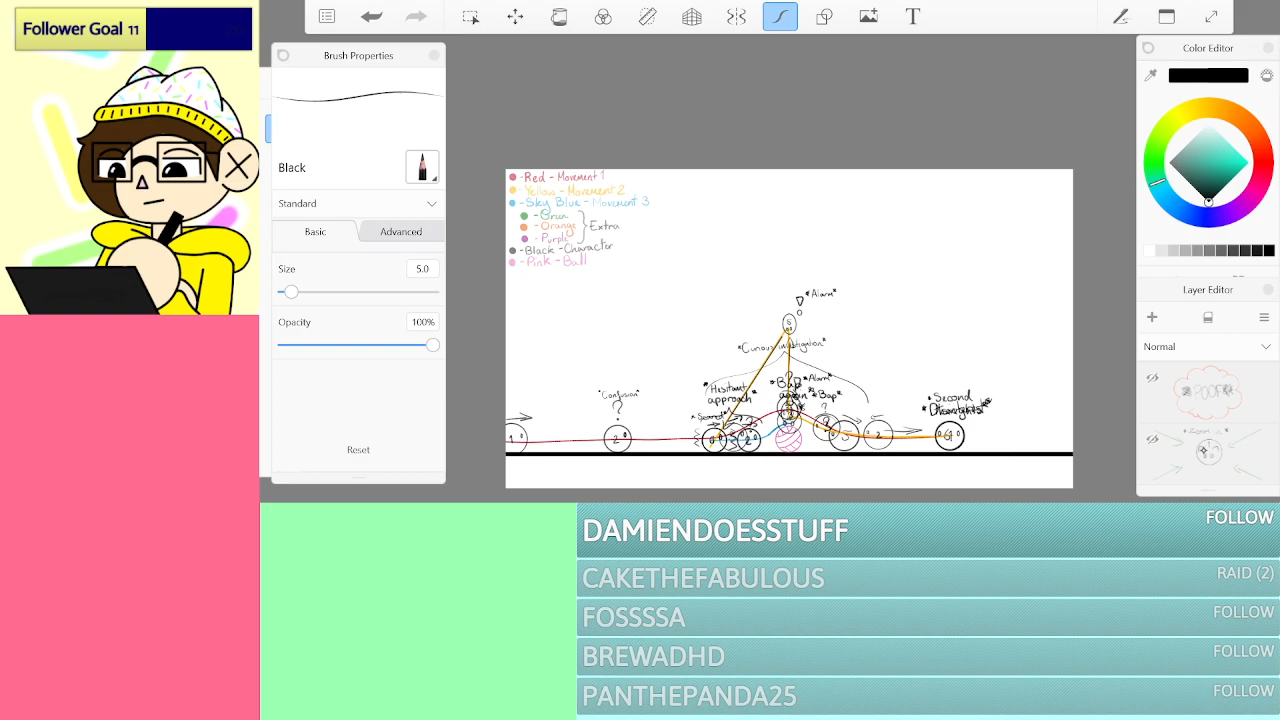 Follower Goal 11
Brush Properties
Black
Standard
Basic
Advanced
Size
5.0
Opacity
100%
Reset
T
Color Editor
Layer Editor
Normal
*POOF*
-Red - Movement 1
-Yellow - Movement 2
-Sky Blue - Movement 3
-Green
-Orange
-Purple
Extra
-Black - Character
-Pink - Ball
*Alarm*
*Curious investigation*
*Hesitant approach*
*Bap again*
*Alarm*
*Bap*
*Confusion*
?
*Second
DAMIENDOESSTUFF
FOLLOW
CAKETHEFABULOUS
RAID (2)
FOSSSSA
FOLLOW
BREWADHD
FOLLOW
PANTHEPANDA25
FOLLOW